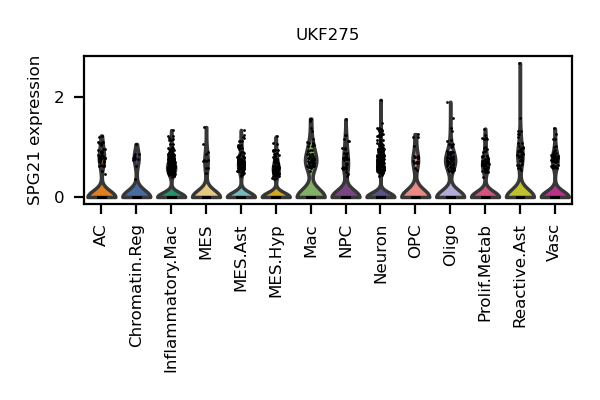 UKF275
SPG21 expression
2
0
AC
Chromatin.Reg
Inflammatory.Mac
MES
MES.Ast
MES.Hyp
Mac
NPC
Neuron
OPC
Oligo
Prolif.Metab
Reactive.Ast
Vasc